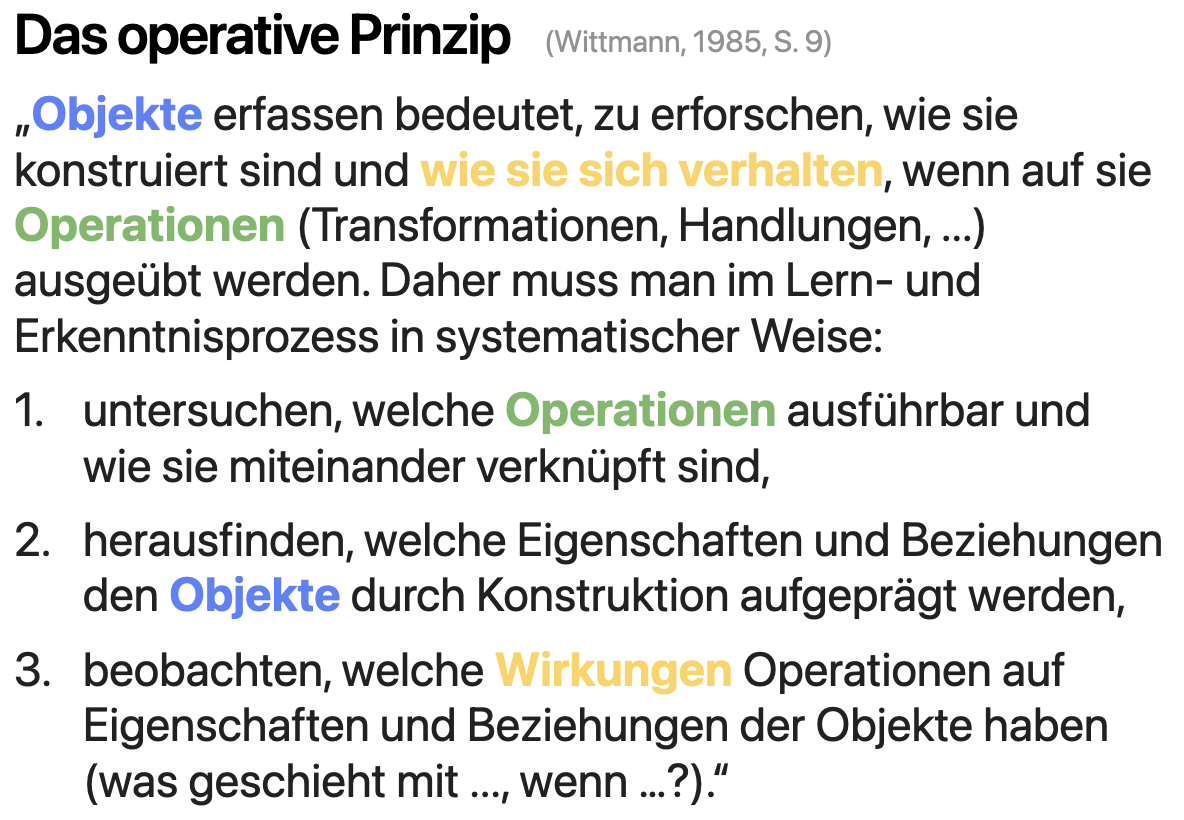 Das operative Prinzip (Wittmann, 1985, S. 9)
„Objekte erfassen bedeutet, zu erforschen, wie sie
konstruiert sind und wie sie sich verhalten, wenn auf sie
Operationen (Transformationen, Handlungen, ...)
ausgeübt werden. Daher muss man im Lern- und
Erkenntnisprozess in systematischer Weise:
1. untersuchen, welche Operationen ausführbar und
wie sie miteinander verknüpft sind,
2. herausfinden, welche Eigenschaften und Beziehungen
den Objekte durch Konstruktion aufgeprägt werden,
3. beobachten, welche Wirkungen Operationen auf
Eigenschaften und Beziehungen der Objekte haben
(was geschieht mit ..., wenn ...?).“